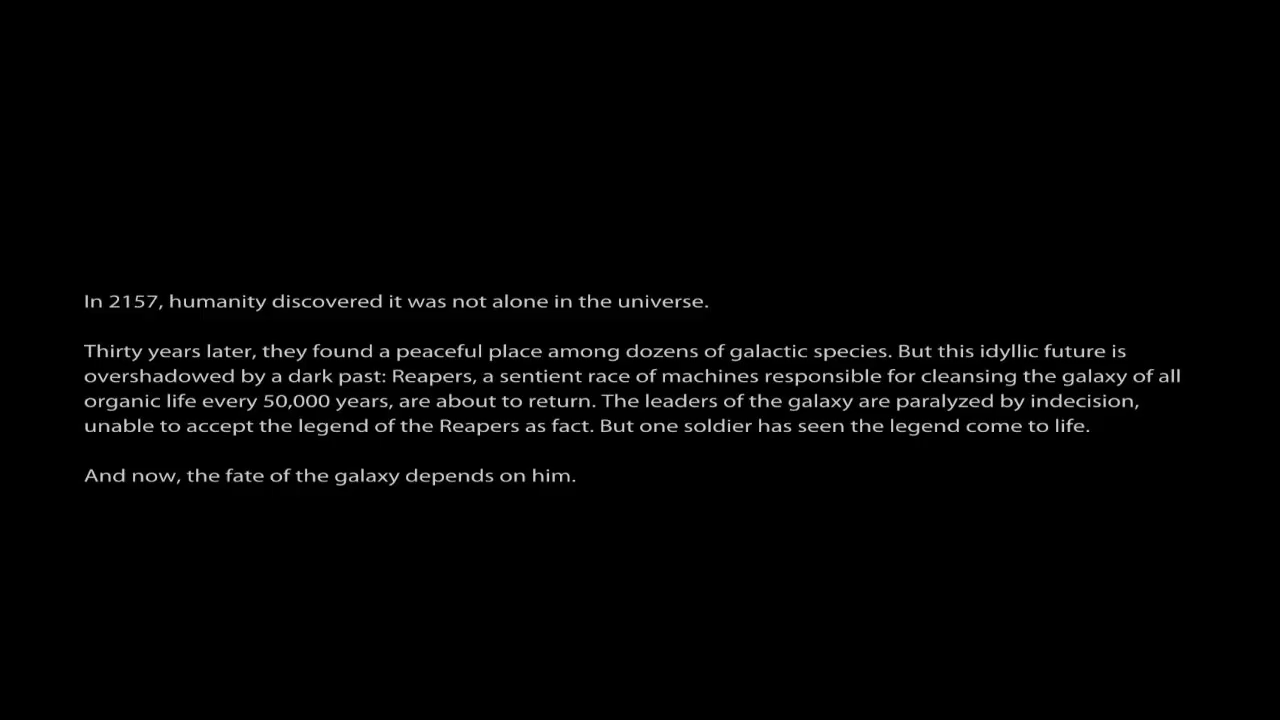 In 2157, humanity discovered it was not alone in the universe.
Thirty years later, they found a peaceful place among dozens of galactic species. But this idyllic future is
overshadowed by a dark past: Reapers, a sentient race of machines responsible for cleansing the galaxy of all
organic life every 50,000 years, are about to return. The leaders of the galaxy are paralyzed by indecision,
unable to accept the legend of the Reapers as fact. But one soldier has seen the legend come to life.
And now, the fate of the galaxy depends on him.